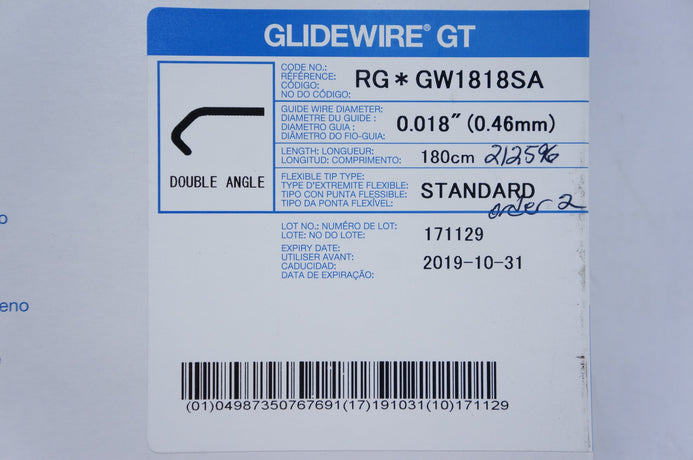 GLIDEWIRE® GT
CODE NO.:
RÉFÉRENCE:
CÓDIGO:
NO DO CÓDIGO:
RG*GW1818SA
GUIDE WIRE DIAMETER:
DIAMETRE DU GUIDE :
DIAMETRO GUIA :
DIÂMETRO DO FIO-GUIA:
0.018" (0.46mm)
LENGTH: LONGUEUR:
LONGITUD: COMPRIMENTO:
180cm 212596
DOUBLE ANGLE
FLEXIBLE TIP TYPE:
TYPE D'EXTREMITE FLEXIBLE:
TIPO CON PUNTA FLESSIBLE:
TIPO DA PONTA FLEXÍVEL:
STANDARD
order 2
LOT NO.: NUMÉRO DE LOT:
LOTE: NO DO LOTE:
171129
EXPIRY DATE:
UTILISER AVANT:
CADUCIDAD:
DATA DE EXPIRAÇÃO:
2019-10-31
(01)04987350767691(17)191031(10)171129
o
eno